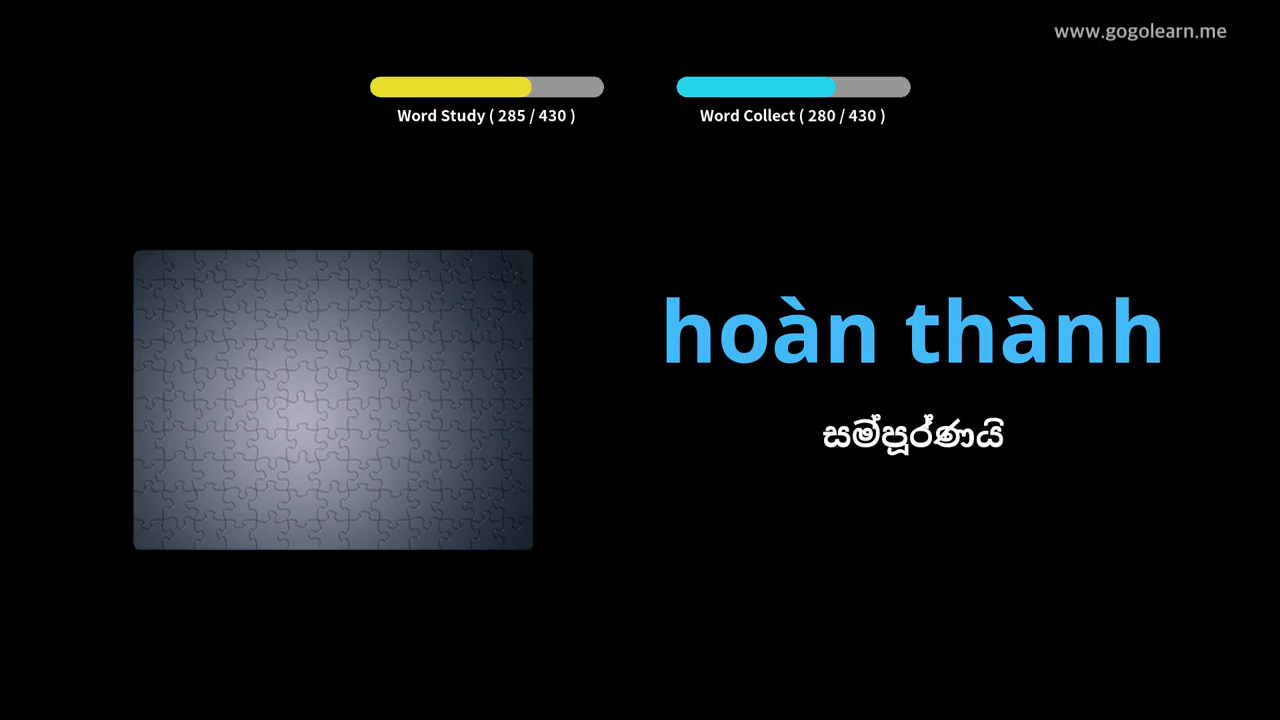 www.gogolearn.me
Word Study ( 285 / 430 )
Word Collect ( 280 / 430 )
hoàn thành
සම්පූර්ණයි